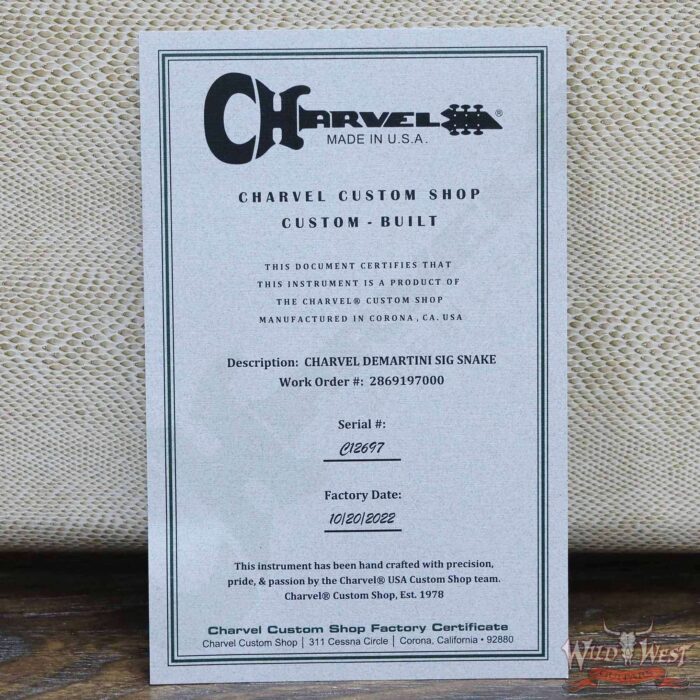 CHARVEL®
MADE IN U.S.A.
CHARVEL CUSTOM SHOP
CUSTOM - BUILT
THIS DOCUMENT CERTIFIES THAT
THIS INSTRUMENT IS A PRODUCT OF
THE CHARVEL® CUSTOM SHOP
MANUFACTURED IN CORONA, CA. USA
Description: CHARVEL DEMARTINI SIG SNAKE
Work Order #: 2869197000
Serial #:
C12697
Factory Date:
10/20/2022
This instrument has been hand crafted with precision,
pride, & passion by the Charvel® USA Custom Shop team.
Charvel® Custom Shop, Est. 1978
Charvel Custom Shop Factory Certificate
Charvel Custom Shop | 311 Cessna Circle | Corona, California • 92880
WILD WEST
GUITARS